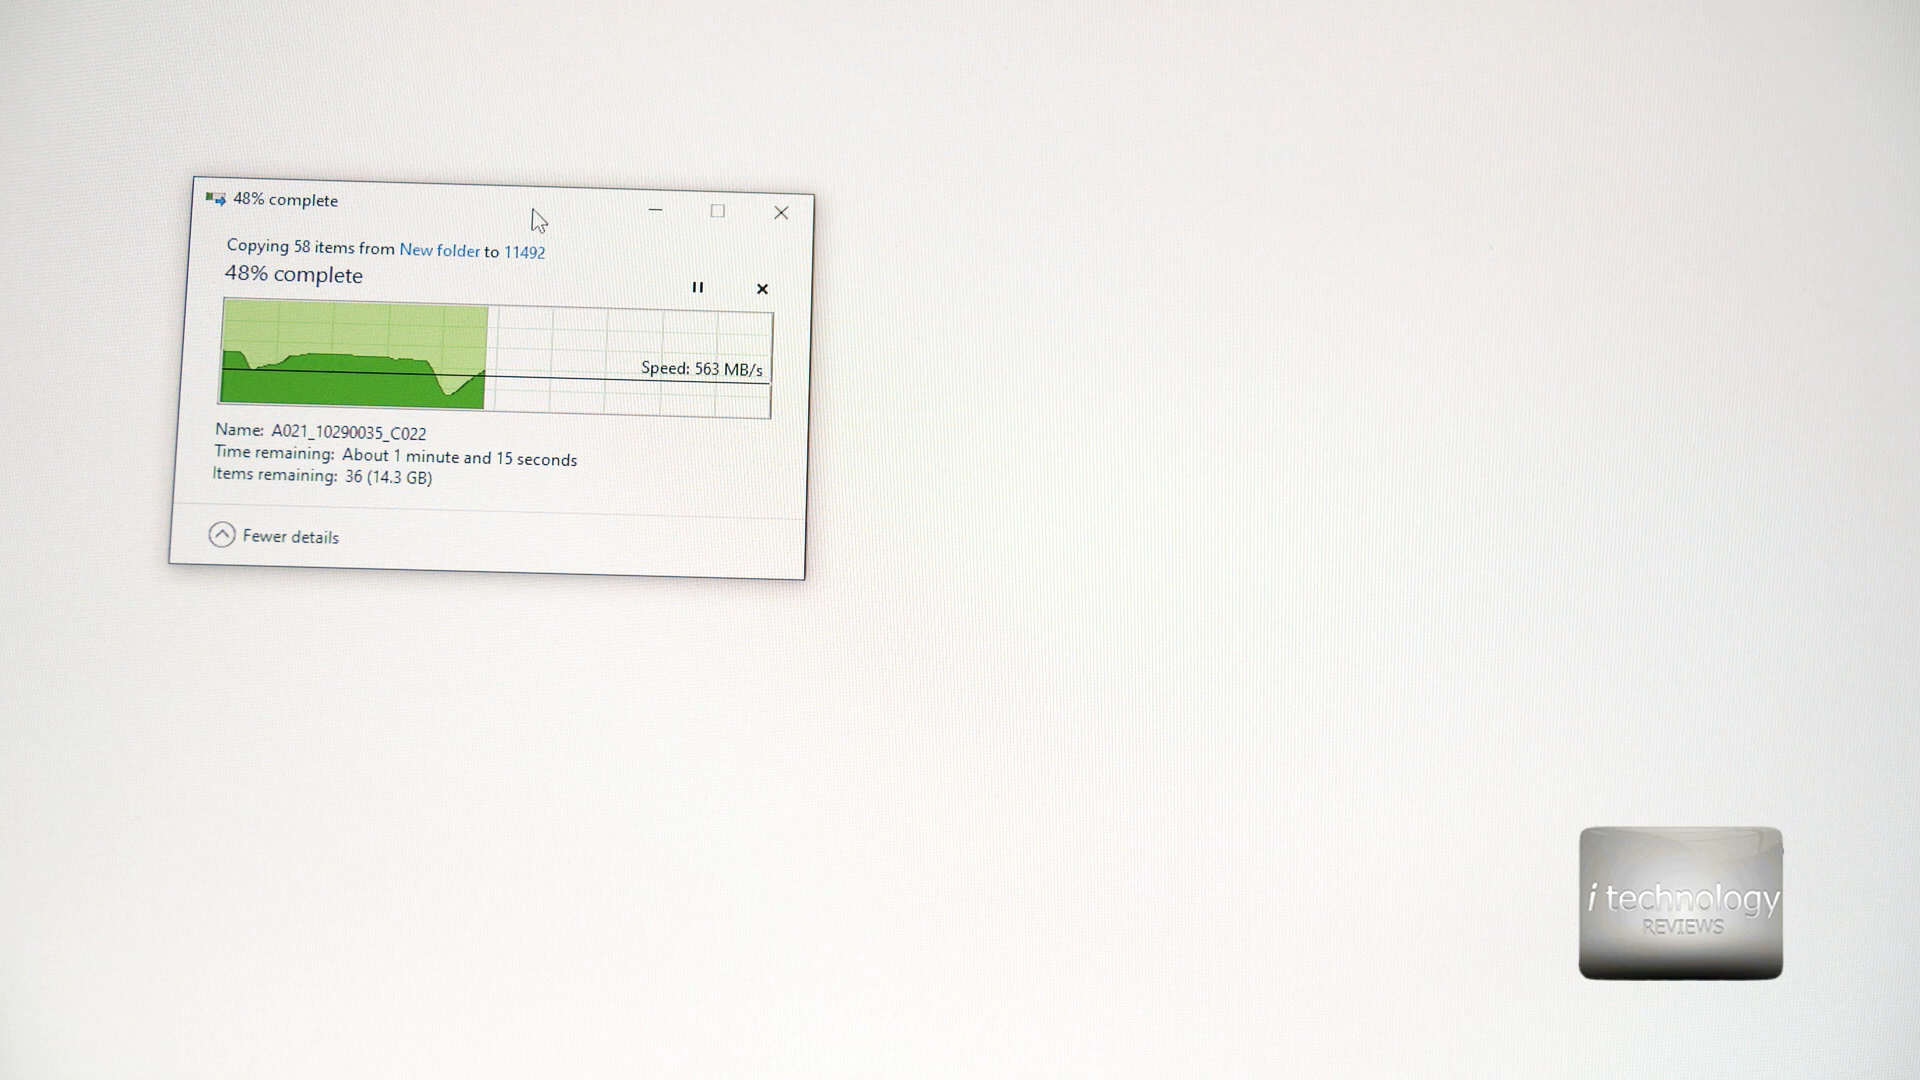 48% complete
Copying 58 items from New folder to 11492
48% complete
Speed: 563 MB/s
Name: A021_10290035_C022
Time remaining: About 1 minute and 15 seconds
Items remaining: 36 (14.3 GB)
Fewer details
i technology
REVIEWS